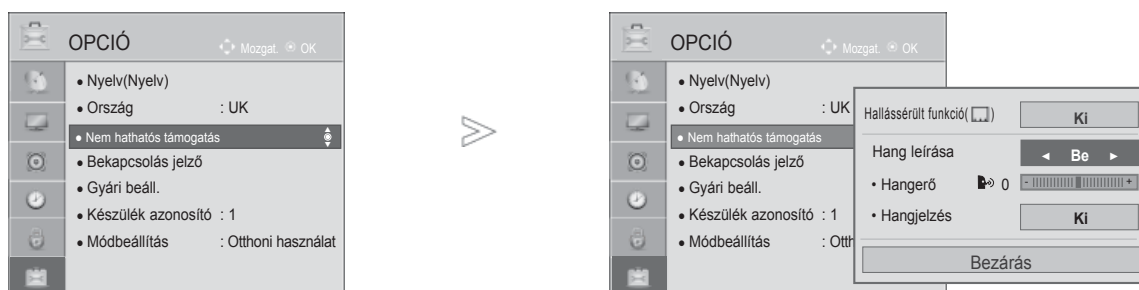 OPCIÓ
Mozgat. OK
• Nyelv(Nyelv)
• Ország : UK
• Nem hathatós támogatás
• Bekapcsolás jelző
• Gyári beáll.
• Készülék azonosító : 1
• Módbeállítás : Otthoni használat
OPCIÓ
Mozgat. OK
• Nyelv(Nyelv)
• Ország : UK
• Nem hathatós támogatás
• Bekapcsolás jelző
• Gyári beáll.
• Készülék azonosító : 1
• Módbeállítás : Otth
Hallássérült funkció( ) Ki
Hang leírása ◄ Be ►
• Hangerő 0 - +
• Hangjelzés Ki
Bezárás